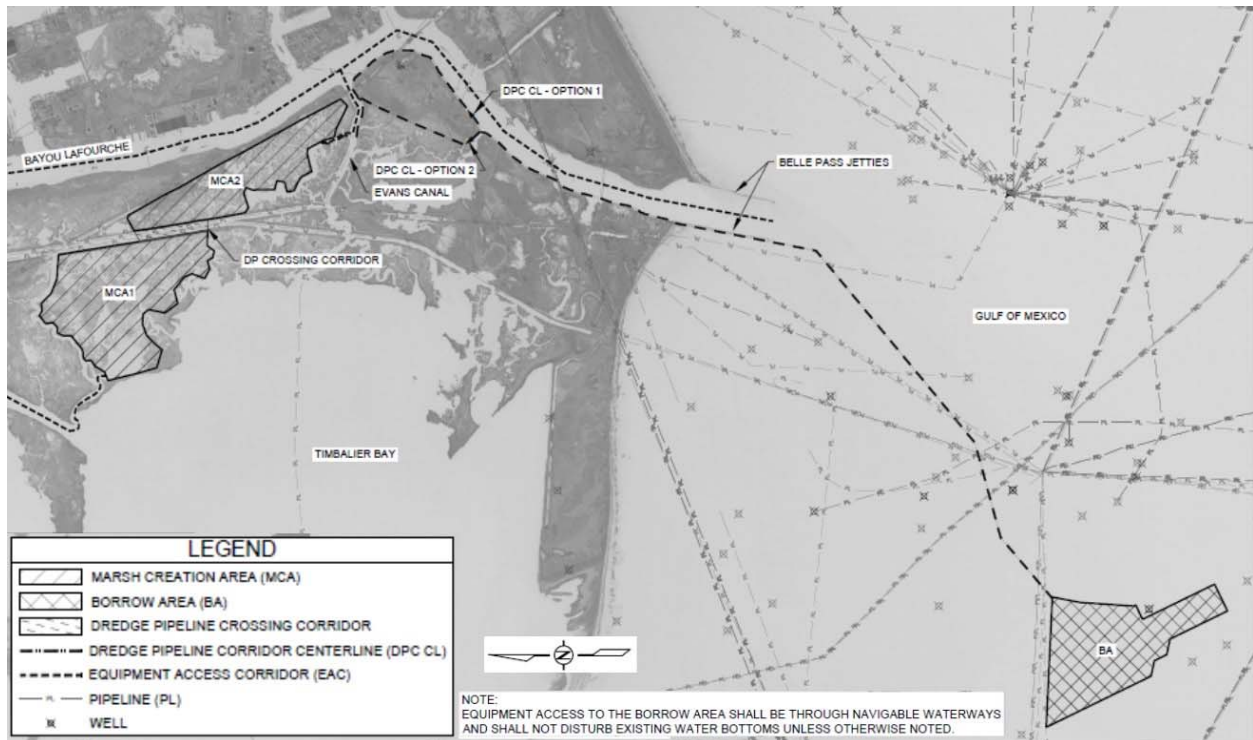 DPC CL - OPTION 1
BAYOU LAFOURCHE
BELLE PASS JETTIES
DPC CL - OPTION 2
MCA2
EVANS CANAL
DP CROSSING CORRIDOR
MCA1
GULF OF MEXICO
TIMBALIER BAY
BA
LEGEND
MARSH CREATION AREA (MCA)
BORROW AREA (BA)
DREDGE PIPELINE CROSSING CORRIDOR
DREDGE PIPELINE CORRIDOR CENTERLINE (DPC CL)
EQUIPMENT ACCESS CORRIDOR (EAC)
PL PIPELINE (PL)
WELL
NOTE:
EQUIPMENT ACCESS TO THE BORROW AREA SHALL BE THROUGH NAVIGABLE WATERWAYS
AND SHALL NOT DISTURB EXISTING WATER BOTTOMS UNLESS OTHERWISE NOTED.